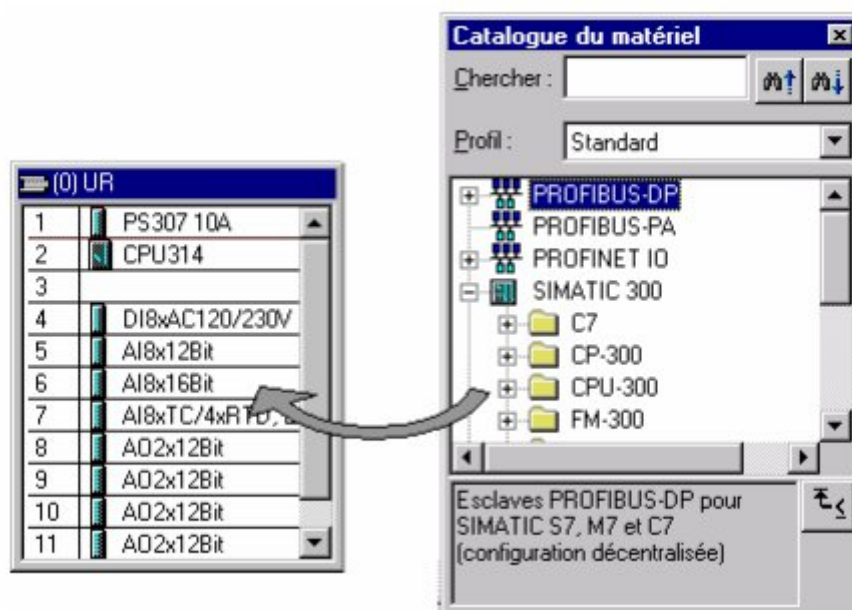 Catalogue du matériel
Chercher :
Profil : Standard
PROFIBUS-DP
PROFIBUS-PA
PROFINET IO
SIMATIC 300
C7
CP-300
CPU-300
FM-300
Esclaves PROFIBUS-DP pour
SIMATIC S7, M7 et C7
(configuration décentralisée)
(0) UR
1 PS307 10A
2 CPU314
3
4 DI8xAC120/230V
5 AI8x12Bit
6 AI8x16Bit
7 AI8xTC/4xRTD,
8 AO2x12Bit
9 AO2x12Bit
10 AO2x12Bit
11 AO2x12Bit